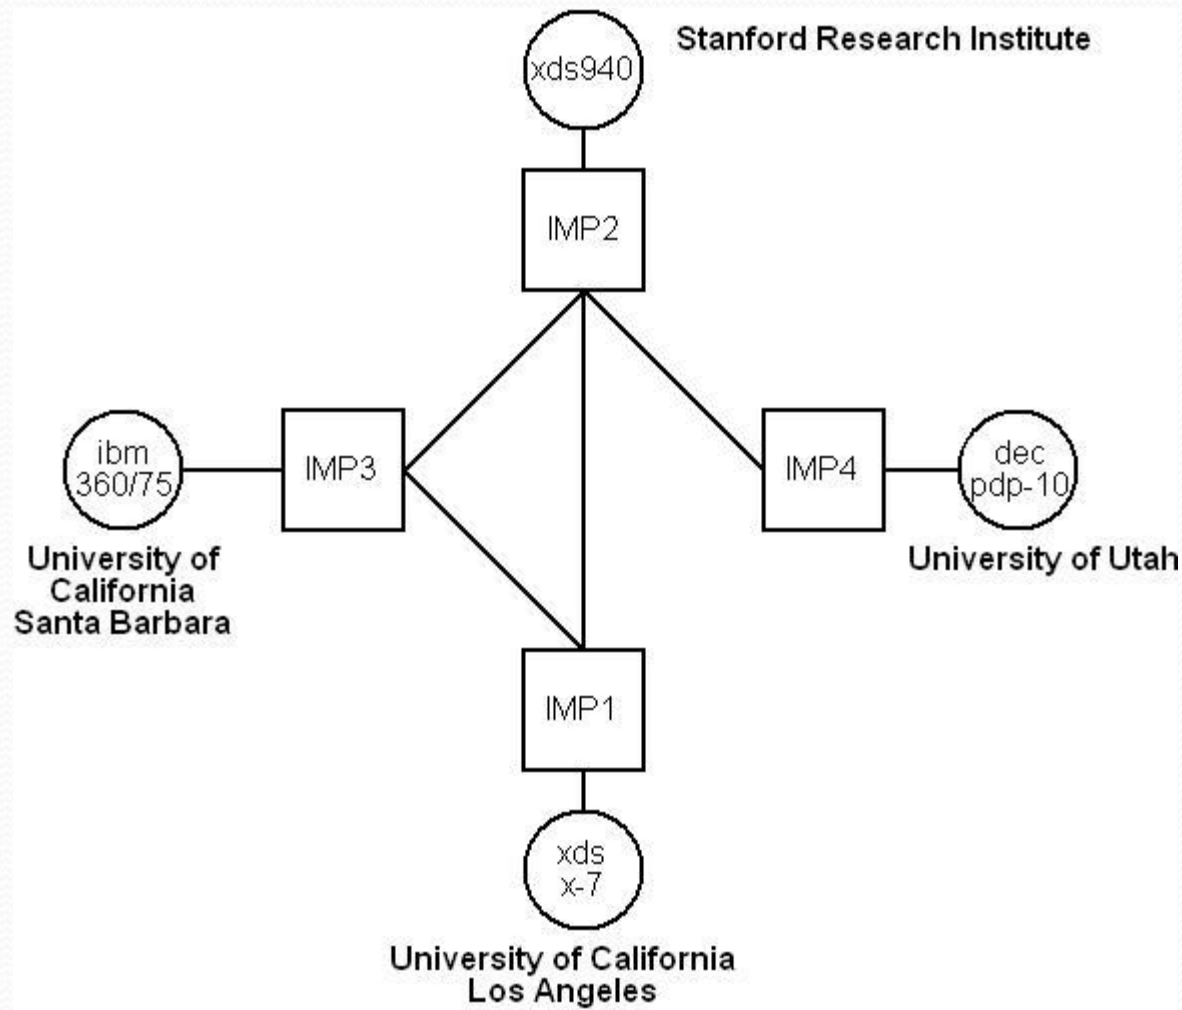 Stanford Research Institute
xds940
IMP2
ibm
360/75
IMP3
IMP4
dec
pdp-10
University of
California
Santa Barbara
University of Utah
IMP1
xds
x-7
University of California
Los Angeles